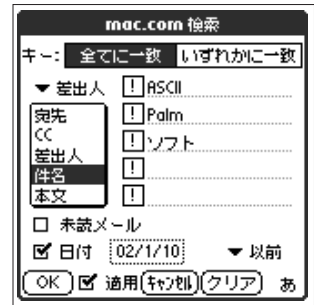 mac.com 検索
キー: 全てに一致 いずれかに一致
▼ 差出人 ! ASCII
宛先 ! Palm
CC ! ソフト
差出人
件名 !
本文 !
未読メール
日付 02/1/10 ▼ 以前
OK 適用 キャンセル クリア あ